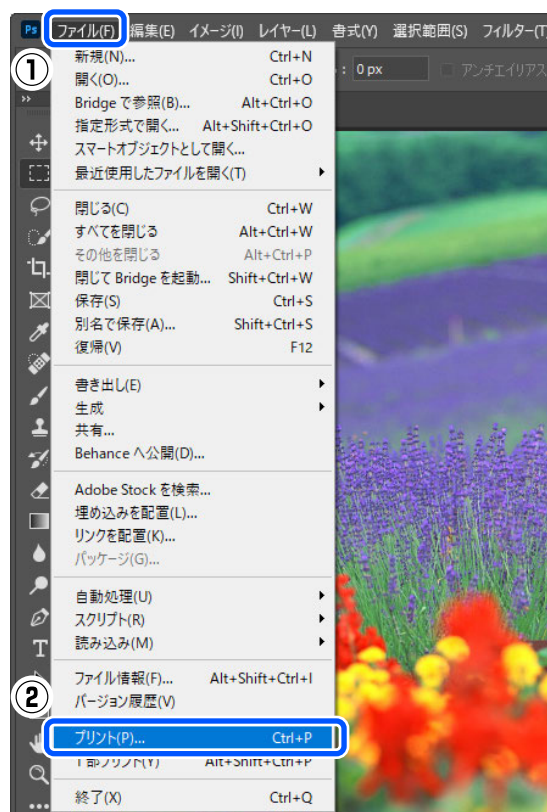 Ps ファイル(F) 編集(E) イメージ(I) レイヤー(L) 書式(Y) 選択範囲(S) フィルター(T)
①
: 0 px アンチエイリアス
新規(N)... Ctrl+N
開く(O)... Ctrl+O
Bridge で参照(B)... Alt+Ctrl+O
指定形式で開く... Alt+Shift+Ctrl+O
スマートオブジェクトとして開く...
最近使用したファイルを開く(T)
閉じる(C) Ctrl+W
すべてを閉じる Alt+Ctrl+W
その他を閉じる Alt+Ctrl+P
閉じて Bridge を起動... Shift+Ctrl+W
保存(S) Ctrl+S
別名で保存(A)... Shift+Ctrl+S
復帰(V) F12
書き出し(E)
生成
共有...
Behance へ公開(D)...
Adobe Stock を検索...
埋め込みを配置(L)...
リンクを配置(K)...
パッケージ(G)...
自動処理(U)
スクリプト(R)
読み込み(M)
ファイル情報(F)... Alt+Shift+Ctrl+I
バージョン履歴(V)
②
プリント(P)... Ctrl+P
1 部プリント(Y) Alt+Shift+Ctrl+P
終了(X) Ctrl+Q